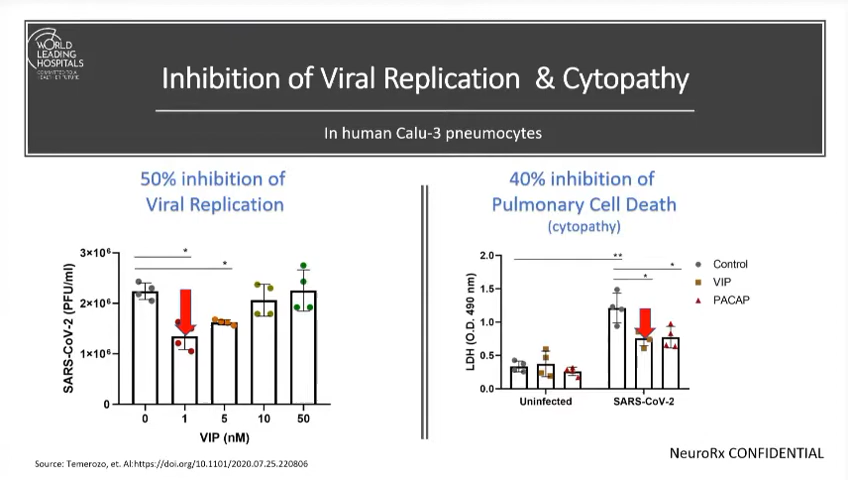 WORLD
LEADING
HOSPITALS
Inhibition of Viral Replication & Cytopathy
In human Calu-3 pneumocytes
50% inhibition of
Viral Replication
SARS-CoV-2 (PFU/ml)
3×10⁶
2×10⁶
1×10⁶
0
* 
*
0 1 5 10 50
VIP (nM)
40% inhibition of
Pulmonary Cell Death
(cytopathy)
LDH (O.D. 490 nm)
2.0
1.5
1.0
0.5
0.0
**
*
*
Uninfected SARS-CoV-2
Control
VIP
PACAP
Source: Temerozo, et. Al:https://doi.org/10.1101/2020.07.25.220806
NeuroRx CONFIDENTIAL